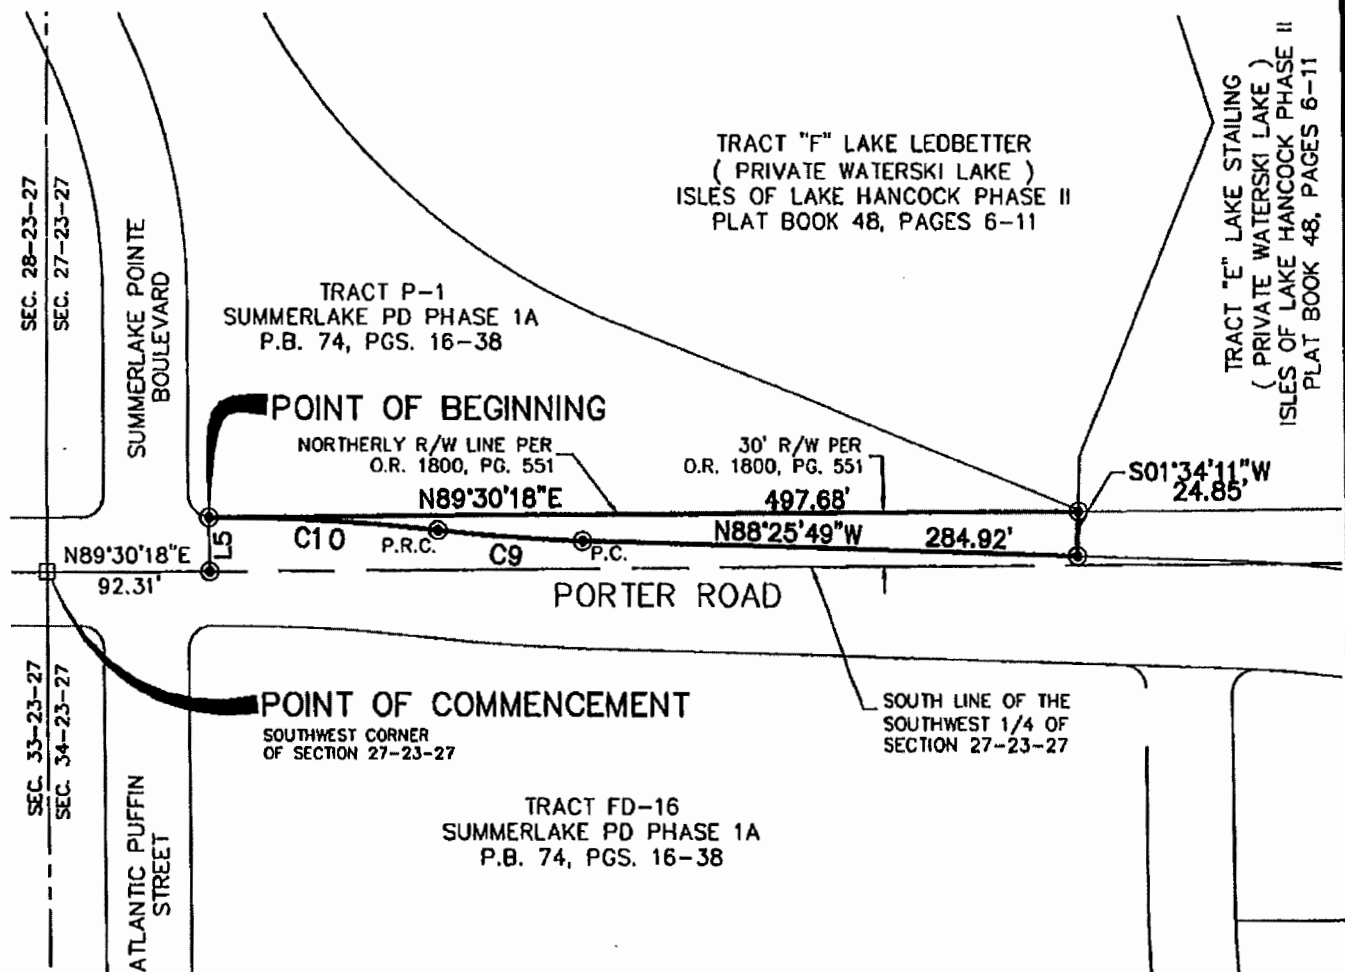 TRACT "F" LAKE LEDBETTER
( PRIVATE WATERSKI LAKE )
ISLES OF LAKE HANCOCK PHASE II
PLAT BOOK 48, PAGES 6-11
TRACT "E" LAKE STAILING
( PRIVATE WATERSKI LAKE )
ISLES OF LAKE HANCOCK PHASE II
PLAT BOOK 48, PAGES 6-11
SEC. 28-23-27
SEC. 27-23-27
SUMMERLAKE POINTE
BOULEVARD
TRACT P-1
SUMMERLAKE PD PHASE 1A
P.B. 74, PGS. 16-38
POINT OF BEGINNING
NORTHERLY R/W LINE PER
O.R. 1800, PG. 551
30' R/W PER
O.R. 1800, PG. 551
S01°34'11"W
24.85'
N89°30'18"E
497.68'
C10
P.R.C.
C9
P.C.
N88°25'49"W
284.92'
L5
N89°30'18"E
92.31'
PORTER ROAD
POINT OF COMMENCEMENT
SOUTHWEST CORNER
OF SECTION 27-23-27
SOUTH LINE OF THE
SOUTHWEST 1/4 OF
SECTION 27-23-27
SEC. 33-23-27
SEC. 34-23-27
ATLANTIC PUFFIN
STREET
TRACT FD-16
SUMMERLAKE PD PHASE 1A
P.B. 74, PGS. 16-38